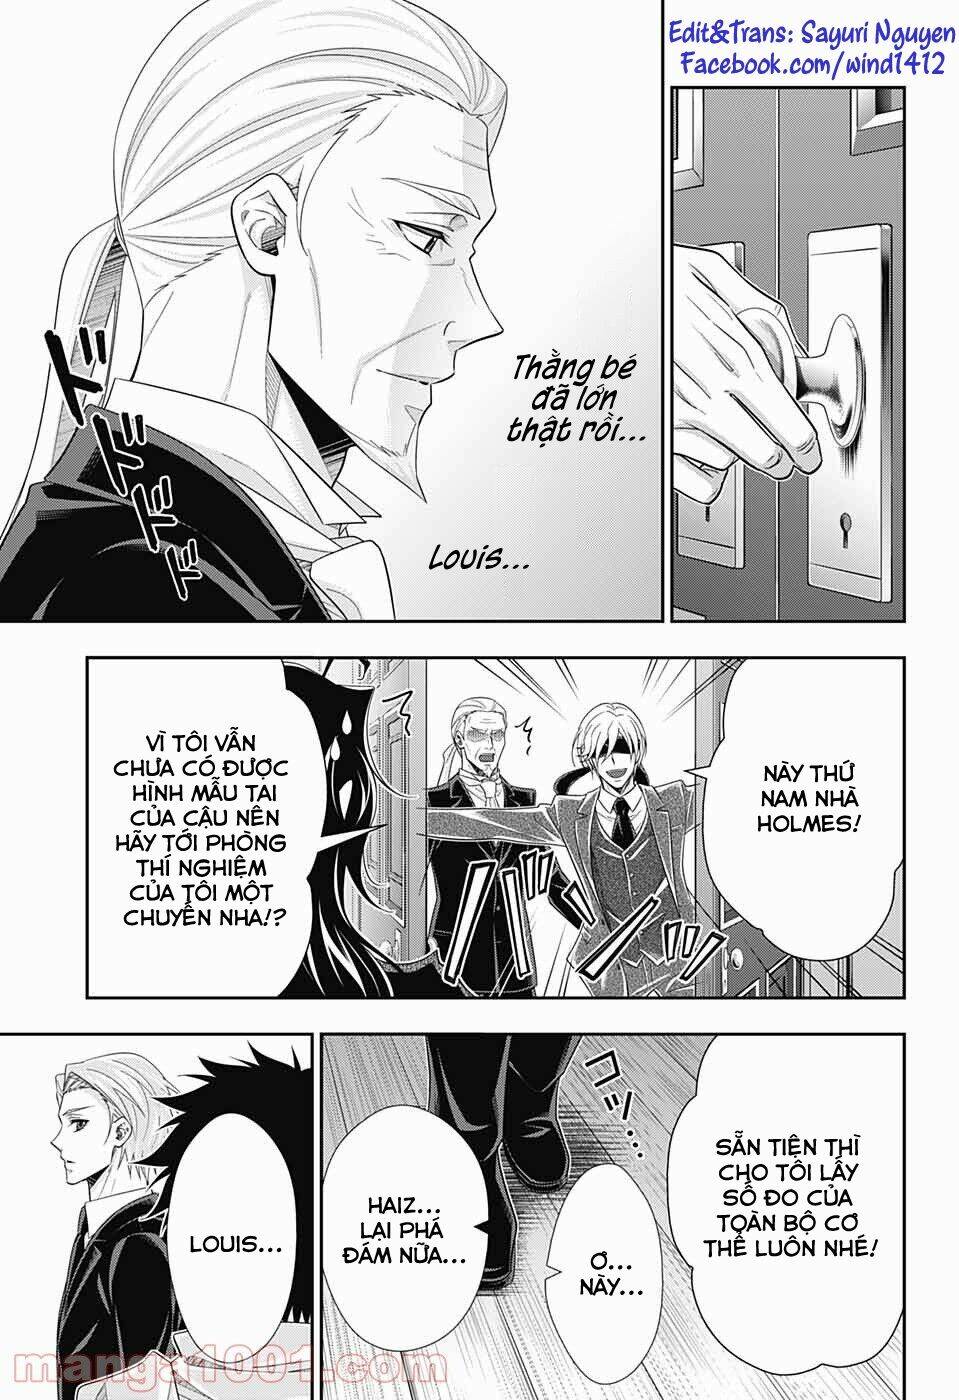 Edit&Trans: Sayuri Nguyen
Facebook.com/wind1412
Thằng bé
đã lớn
thật rồi...
Louis...
NÀY THỨ
NAM NHÀ
HOLMES!
VÌ TÔI VẪN
CHƯA CÓ ĐƯỢC
HÌNH MẪU TAI
CỦA CẬU NÊN
HÃY TỚI PHÒNG
THÍ NGHIỆM
CỦA TÔI MỘT
CHUYẾN NHA!?
SẴN TIỆN THÌ
CHO TÔI LẤY
SỐ ĐO CỦA
TOÀN BỘ CƠ
THỂ LUÔN NHÉ!
Ơ...
NÀY...
HAIZ...
LẠI PHÁ
ĐÁM NỮA...
LOUIS...
manga1001.com